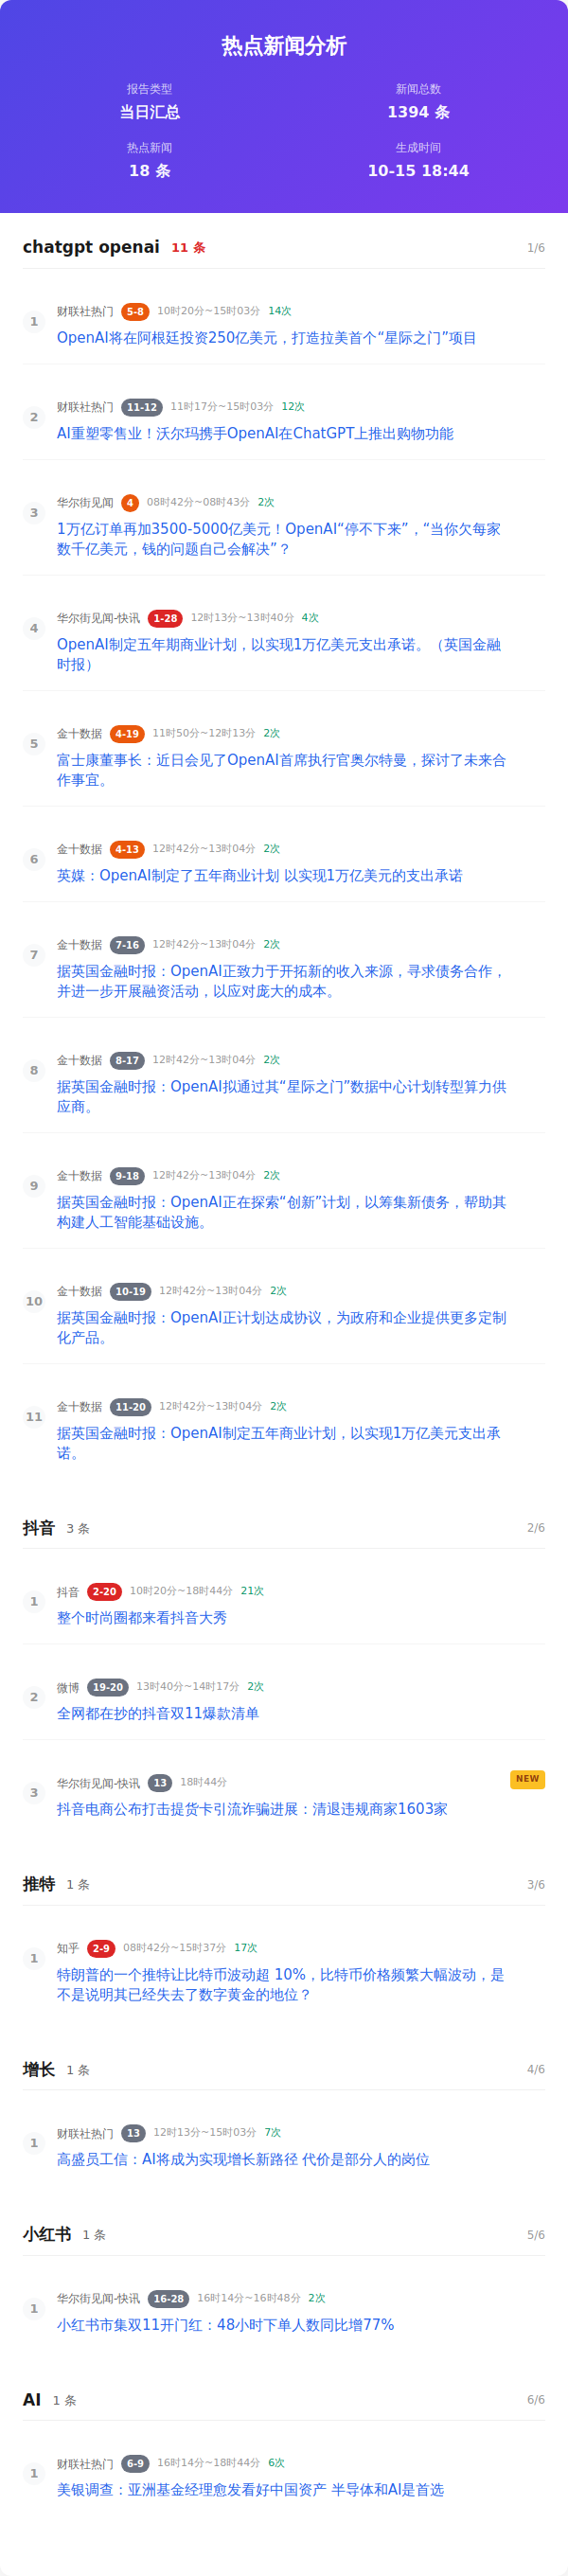 热点新闻分析
报告类型
新闻总数
当日汇总
1394 条
热点新闻
生成时间
18 条
10-15 18:44
chatgpt openai 11 条 1/6
1
财联社热门 5-8 10时20分~15时03分 14次
OpenAI将在阿根廷投资250亿美元，打造拉美首个“星际之门”项目
2
财联社热门 11-12 11时17分~15时03分 12次
AI重塑零售业！沃尔玛携手OpenAI在ChatGPT上推出购物功能
3
华尔街见闻 4 08时42分~08时43分 2次
1万亿订单再加3500-5000亿美元！OpenAI“停不下来”，“当你欠每家
数千亿美元，钱的问题自己会解决”？
4
华尔街见闻-快讯 1-28 12时13分~13时40分 4次
OpenAI制定五年期商业计划，以实现1万亿美元支出承诺。（英国金融
时报）
5
金十数据 4-19 11时50分~12时13分 2次
富士康董事长：近日会见了OpenAI首席执行官奥尔特曼，探讨了未来合
作事宜。
6
金十数据 4-13 12时42分~13时04分 2次
英媒：OpenAI制定了五年商业计划 以实现1万亿美元的支出承诺
7
金十数据 7-16 12时42分~13时04分 2次
据英国金融时报：OpenAI正致力于开拓新的收入来源，寻求债务合作，
并进一步开展融资活动，以应对庞大的成本。
8
金十数据 8-17 12时42分~13时04分 2次
据英国金融时报：OpenAI拟通过其“星际之门”数据中心计划转型算力供
应商。
9
金十数据 9-18 12时42分~13时04分 2次
据英国金融时报：OpenAI正在探索“创新”计划，以筹集新债务，帮助其
构建人工智能基础设施。
10
金十数据 10-19 12时42分~13时04分 2次
据英国金融时报：OpenAI正计划达成协议，为政府和企业提供更多定制
化产品。
11
金十数据 11-20 12时42分~13时04分 2次
据英国金融时报：OpenAI制定五年商业计划，以实现1万亿美元支出承
诺。
抖音 3 条 2/6
1
抖音 2-20 10时20分~18时44分 21次
整个时尚圈都来看抖音大秀
2
微博 19-20 13时40分~14时17分 2次
全网都在抄的抖音双11爆款清单
3
华尔街见闻-快讯 13 18时44分 NEW
抖音电商公布打击提货卡引流诈骗进展：清退违规商家1603家
推特 1 条 3/6
1
知乎 2-9 08时42分~15时37分 17次
特朗普的一个推特让比特币波动超 10%，比特币价格频繁大幅波动，是
不是说明其已经失去了数字黄金的地位？
增长 1 条 4/6
1
财联社热门 13 12时13分~15时03分 7次
高盛员工信：AI将成为实现增长新路径 代价是部分人的岗位
小红书 1 条 5/6
1
华尔街见闻-快讯 16-28 16时14分~16时48分 2次
小红书市集双11开门红：48小时下单人数同比增77%
AI 1 条 6/6
1
财联社热门 6-9 16时14分~18时44分 6次
美银调查：亚洲基金经理愈发看好中国资产 半导体和AI是首选